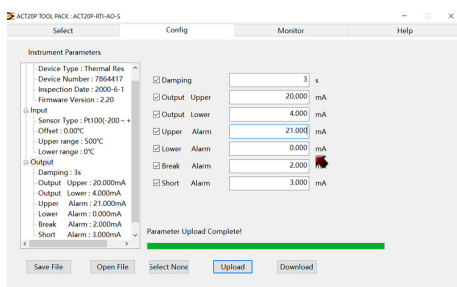 ACT20P TOOL PACK : ACT20P-RTI-AO-S
Select Config Monitor Help
Instrument Parameters
Device Type : Thermal Res
Device Number : 7864417
Inspection Date : 2000-6-1
Firmware Version : 2.20
Input
Sensor Type : Pt100(-200 ~ +
Offset : 0.00℃
Upper range : 500℃
Lower range : 0℃
Output
Damping : 3s
Output Upper : 20.000mA
Output Lower : 4.000mA
Upper Alarm : 21.000mA
Lower Alarm : 0.000mA
Break Alarm : 2.000mA
Short Alarm : 3.000mA
Damping 3 s
Output Upper 20.000 mA
Output Lower 4.000 mA
Upper Alarm 21.000 mA
Lower Alarm 0.000 mA
Break Alarm 2.000 mA
Short Alarm 3.000 mA
Parameter Upload Complete!
Save File Open File Select None Upload Download